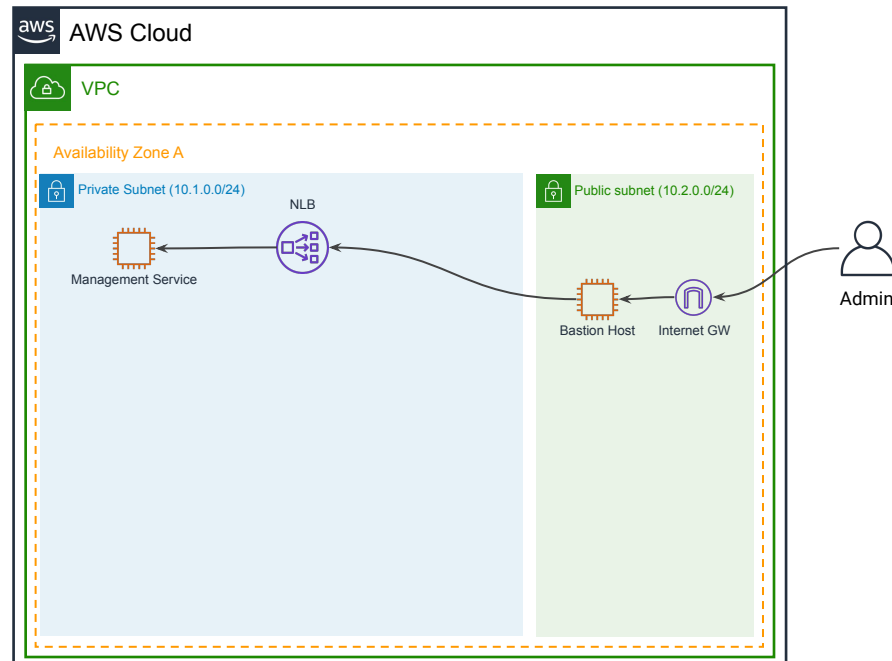 aws
AWS Cloud
VPC
Availability Zone A
Private Subnet (10.1.0.0/24)
Public subnet (10.2.0.0/24)
NLB
Management Service
Bastion Host
Internet GW
Admin